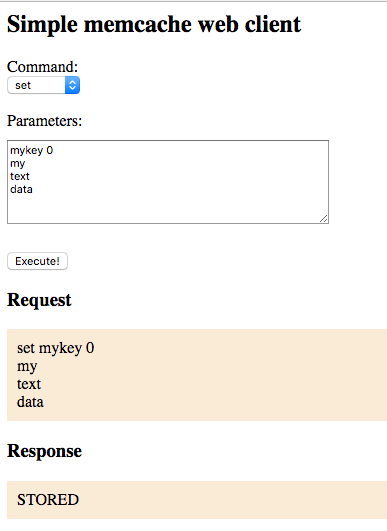 Simple memcache web client
Command:
set
Parameters:
mykey 0
my
text
data
Execute!
Request
set mykey 0
my
text
data
Response
STORED